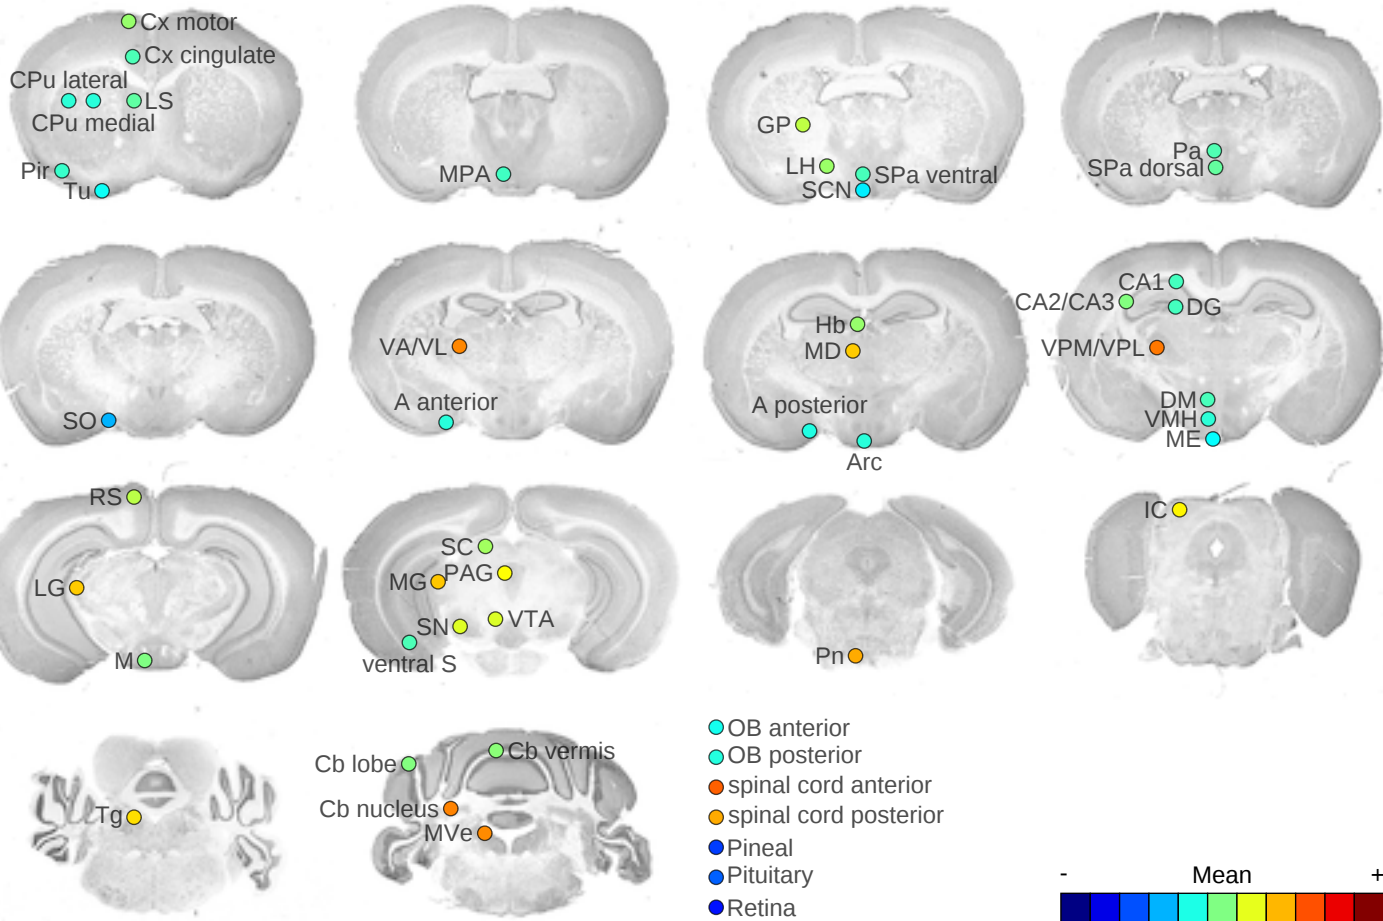 Cx motor
Cx cingulate
CPu lateral
LS
CPu medial
Pir
Tu
MPA
GP
LH
SPa ventral
SCN
Pa
SPa dorsal
SO
VA/VL
A anterior
Hb
MD
A posterior
Arc
CA1
CA2/CA3
DG
VPM/VPL
DM
VMH
ME
RS
LG
M
SC
PAG
MG
SN
VTA
ventral S
Pn
IC
Tg
Cb lobe
Cb vermis
Cb nucleus
MVe
OB anterior
OB posterior
spinal cord anterior
spinal cord posterior
Pineal
Pituitary
Retina
- Mean +